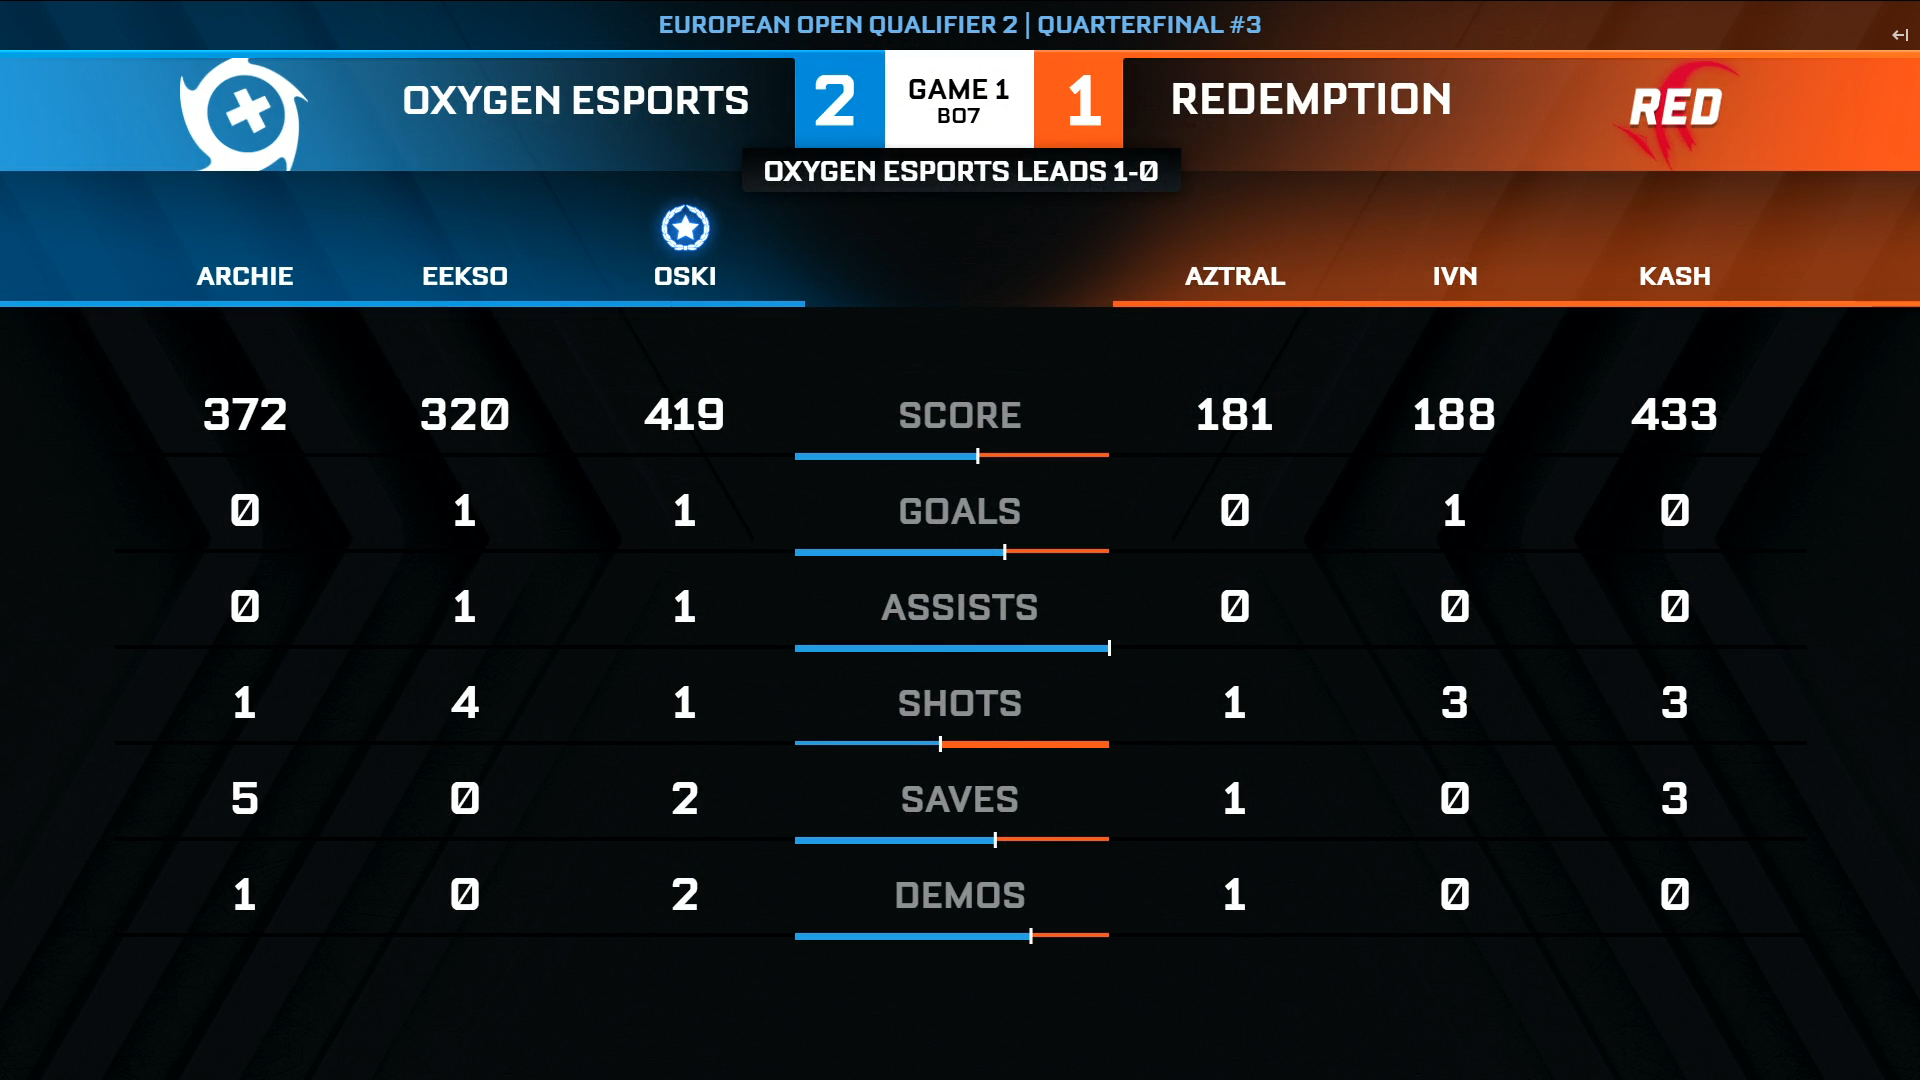 EUROPEAN OPEN QUALIFIER 2 | QUARTERFINAL #3
OXYGEN ESPORTS 2 GAME 1 1 REDEMPTION RED
BO7
OXYGEN ESPORTS LEADS 1-0
ARCHIE EEKSO OSKI AZTRAL IVN KASH
372 320 419 SCORE 181 188 433
0 1 1 GOALS 0 1 0
0 1 1 ASSISTS 0 0 0
1 4 1 SHOTS 1 3 3
5 0 2 SAVES 1 0 3
1 0 2 DEMOS 1 0 0